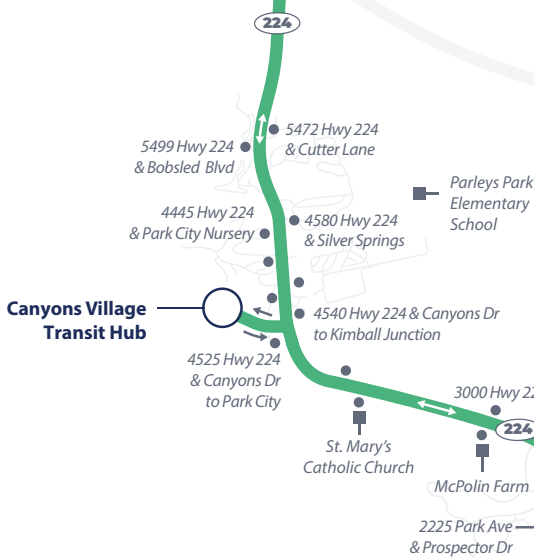 224
5472 Hwy 224
& Cutter Lane
5499 Hwy 224
& Bobsled Blvd
Parleys Park
Elementary
School
4445 Hwy 224
& Park City Nursery
4580 Hwy 224
& Silver Springs
Canyons Village
Transit Hub
4540 Hwy 224 & Canyons Dr
to Kimball Junction
4525 Hwy 224
& Canyons Dr
to Park City
3000 Hwy 22
224
St. Mary's
Catholic Church
McPolin Farm
2225 Park Ave
& Prospector Dr